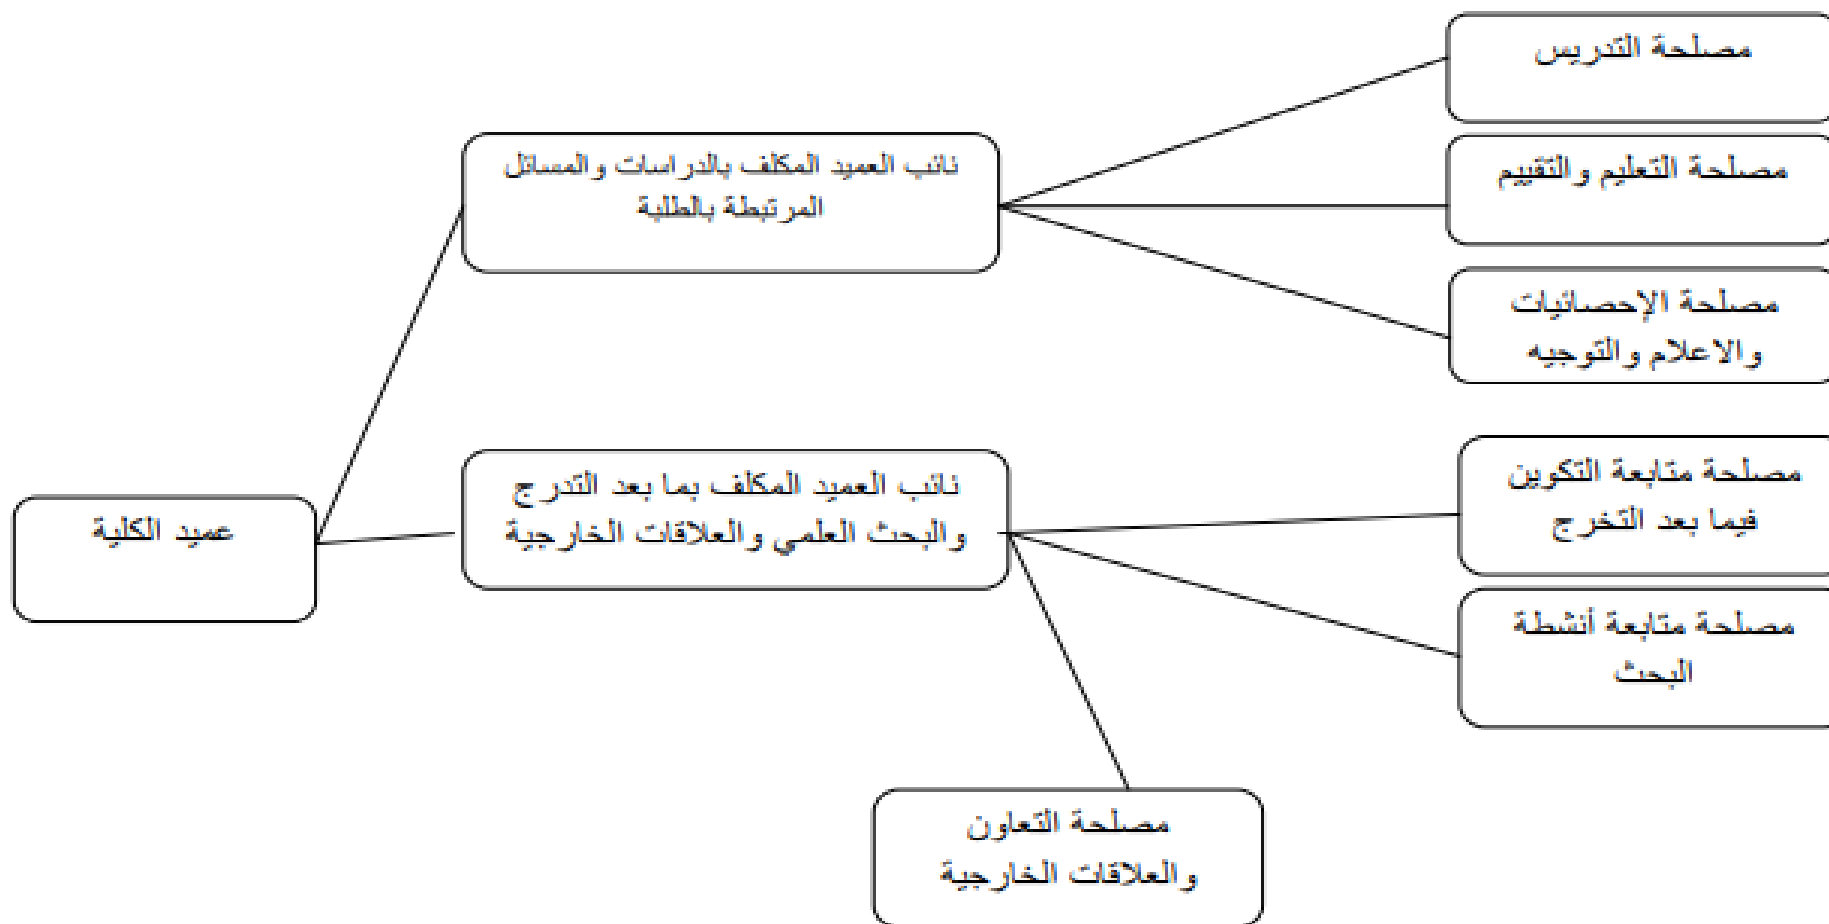 مصلحة التدريس
نائب العميد المكلف بالدراسات والمسائل
المرتبطة بالطلبة
مصلحة التعليم والتقييم
مصلحة الإحصائيات
والاعلام والتوجيه
عميد الكلية
نائب العميد المكلف بما بعد التدرج
والبحث العلمي والعلاقات الخارجية
مصلحة متابعة التكوين
فيما بعد التخرج
مصلحة متابعة أنشطة
البحث
مصلحة التعاون
والعلاقات الخارجية